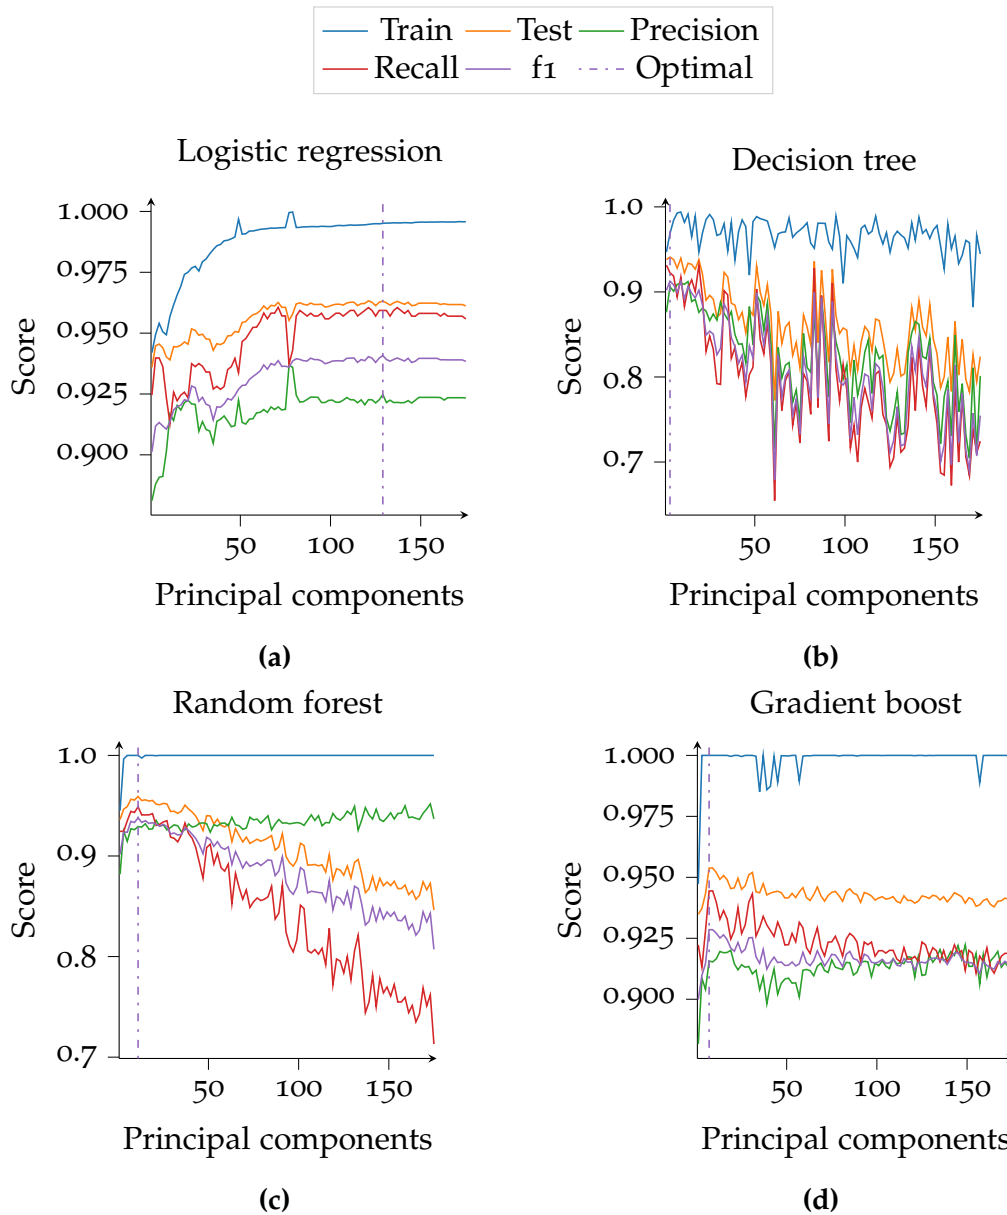 Train Test Precision
Recall f1 Optimal
Logistic regression
Score
1.000
0.975
0.950
0.925
0.900
50 100 150
Principal components
(a)
Decision tree
Score
1.0
0.9
0.8
0.7
50 100 150
Principal components
(b)
Random forest
Score
1.0
0.9
0.8
0.7
50 100 150
Principal components
(c)
Gradient boost
Score
1.000
0.975
0.950
0.925
0.900
50 100 150
Principal components
(d)